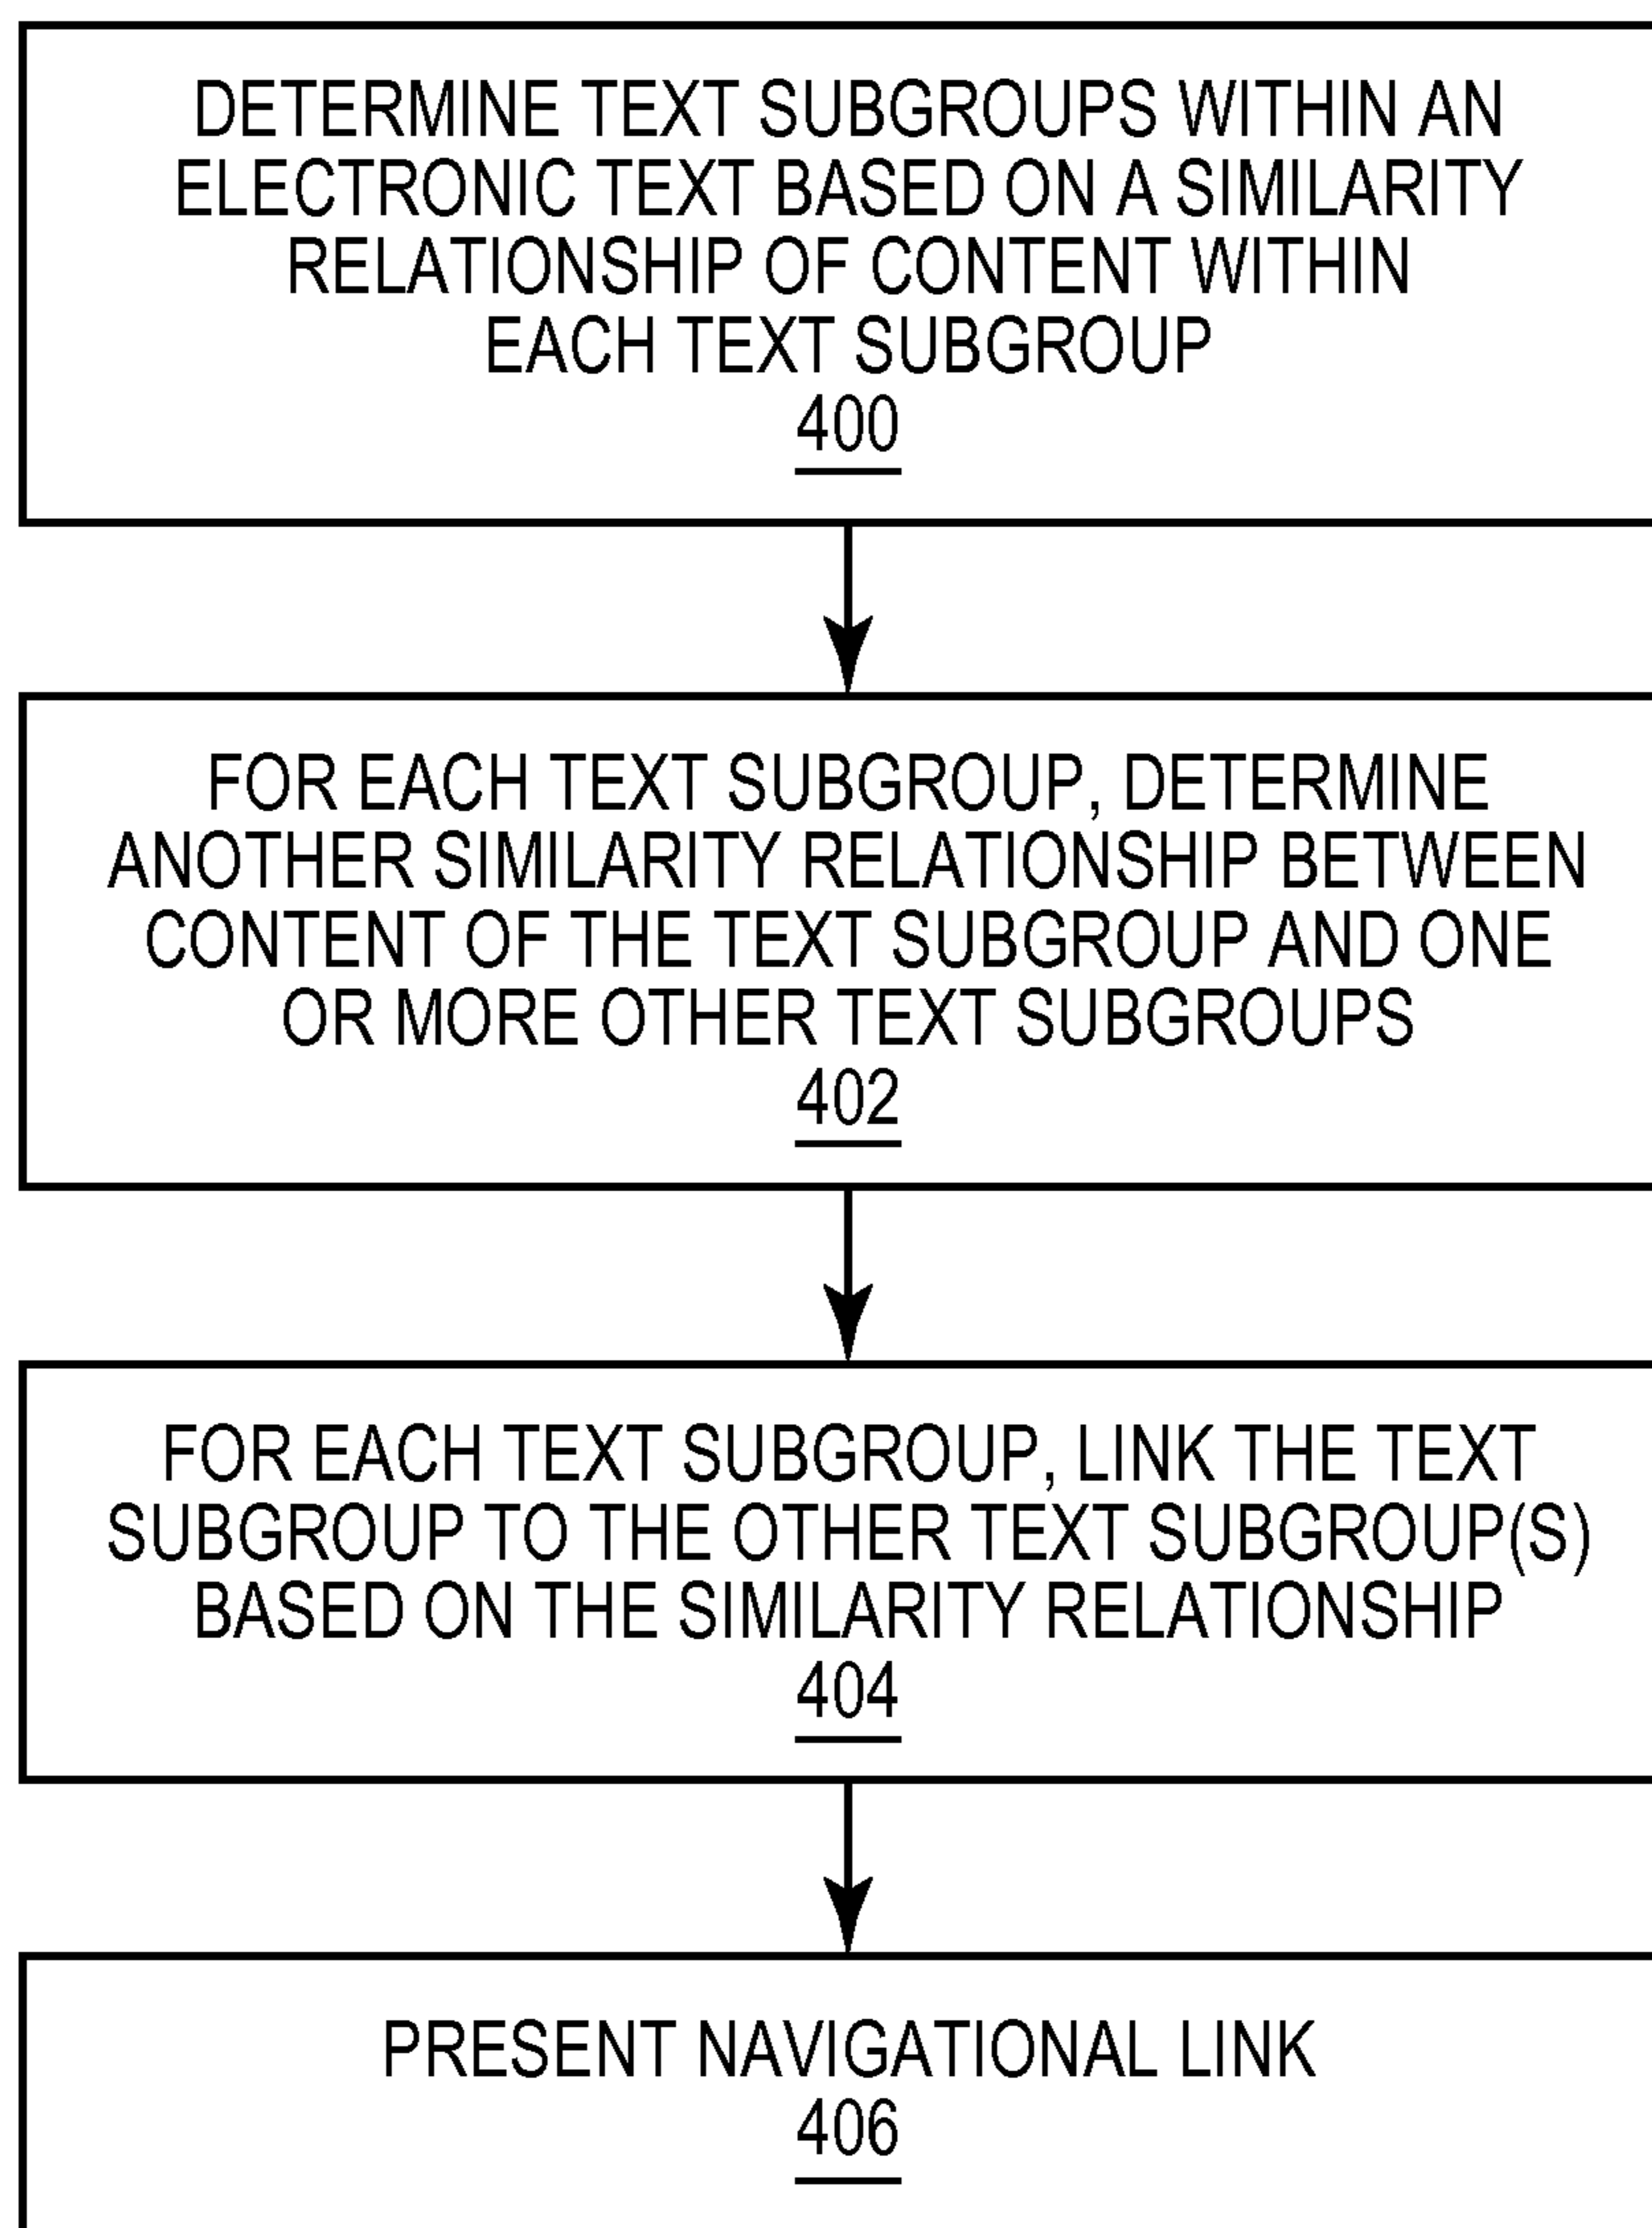 DETERMINE TEXT SUBGROUPS WITHIN AN
ELECTRONIC TEXT BASED ON A SIMILARITY
RELATIONSHIP OF CONTENT WITHIN
EACH TEXT SUBGROUP
400
FOR EACH TEXT SUBGROUP, DETERMINE
ANOTHER SIMILARITY RELATIONSHIP BETWEEN
CONTENT OF THE TEXT SUBGROUP AND ONE
OR MORE OTHER TEXT SUBGROUPS
402
FOR EACH TEXT SUBGROUP, LINK THE TEXT
SUBGROUP TO THE OTHER TEXT SUBGROUP(S)
BASED ON THE SIMILARITY RELATIONSHIP
404
PRESENT NAVIGATIONAL LINK
406